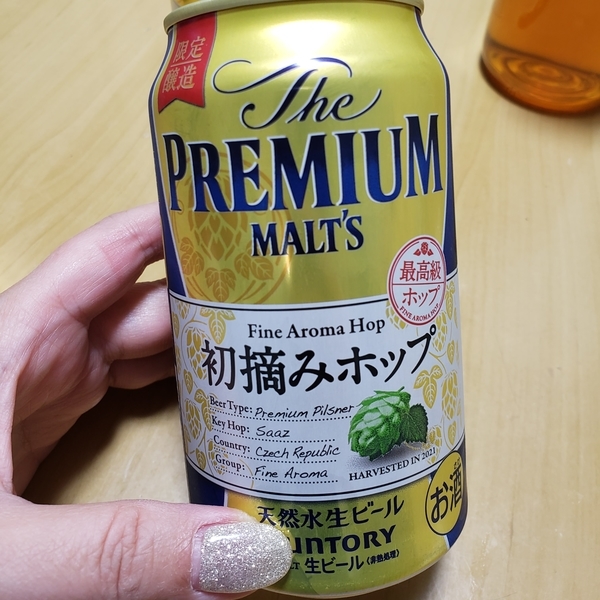 限定
醸造
The
PREMIUM
MALT'S
最高級
ホップ
FINE AROMA HOP
Fine Aroma Hop
初摘みホップ
Beer Type: Premium Pilsner
Key Hop: Saaz
Country: Czech Republic
Group: Fine Aroma
HARVESTED IN 2021
お酒
天然水生ビール
UNTORY
生ビール(非熱処理)